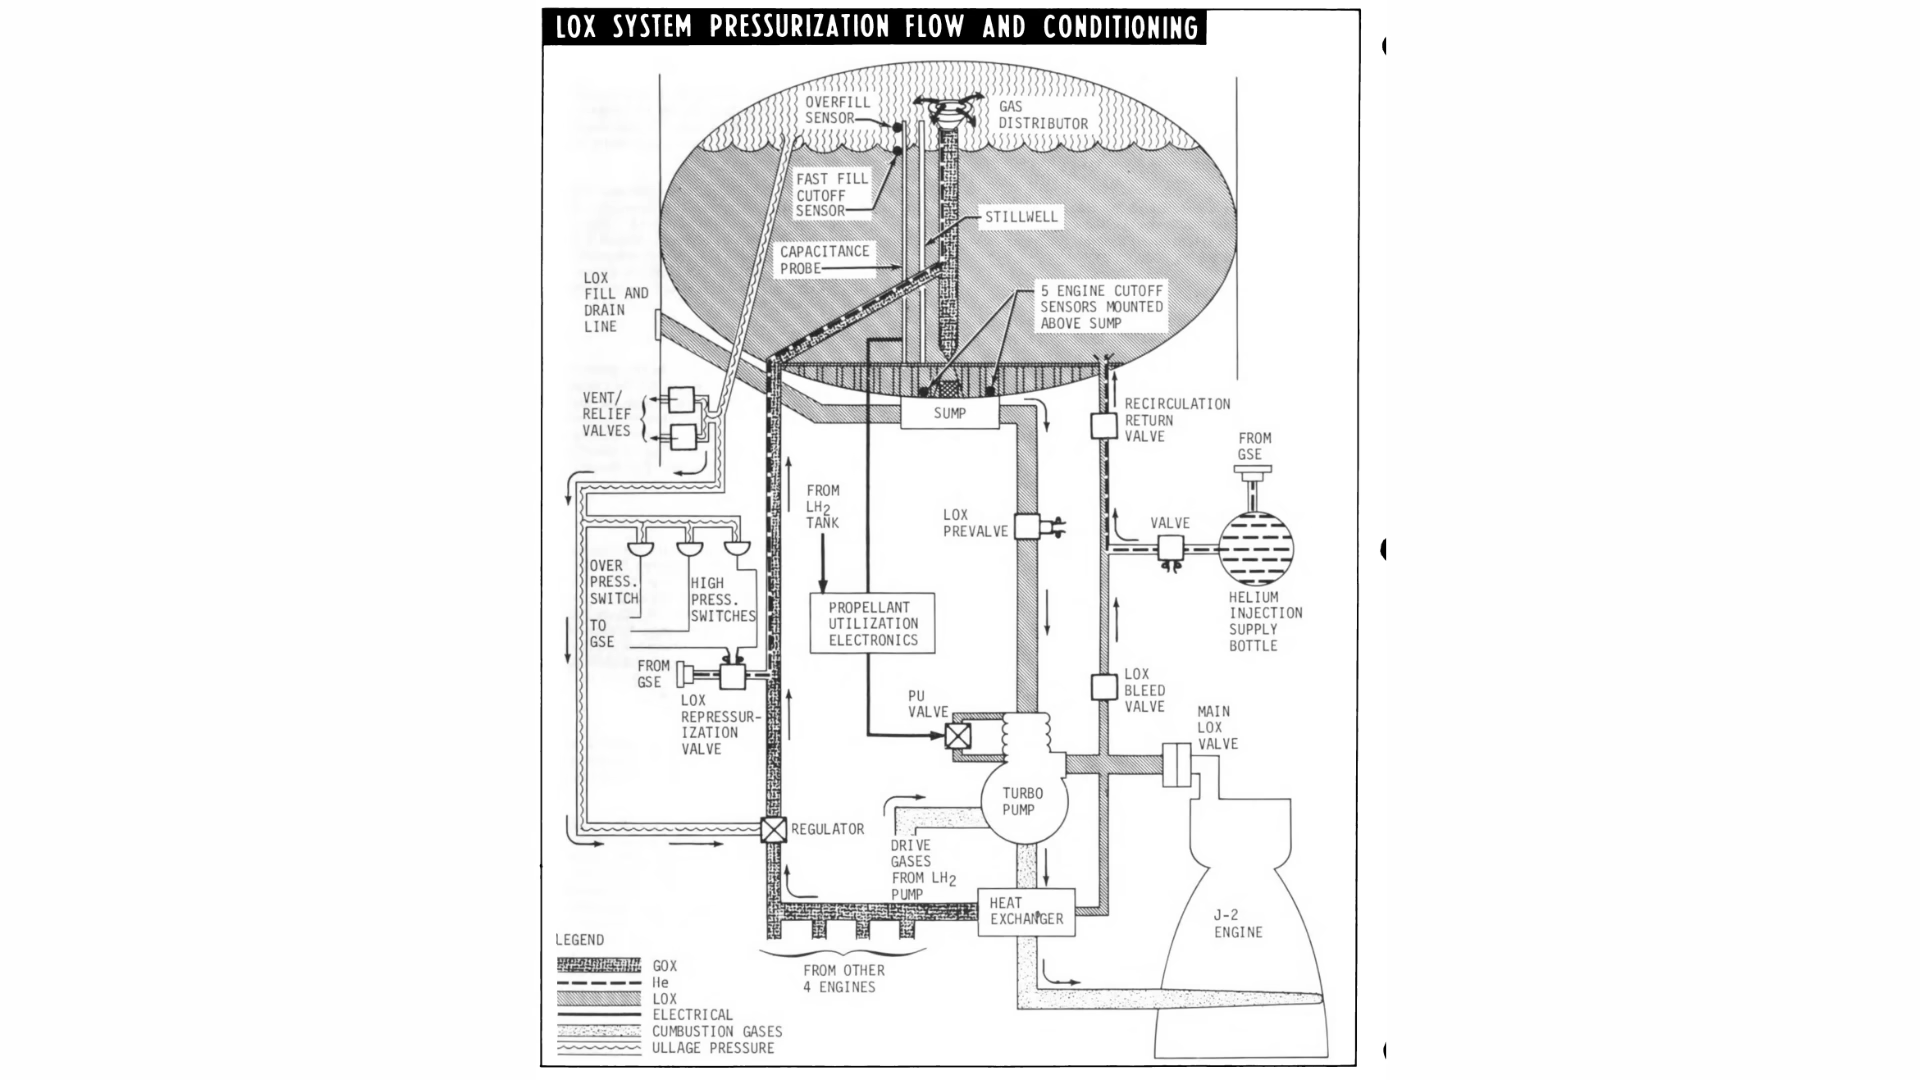 LOX SYSTEM PRESSURIZATION FLOW AND CONDITIONING
OVERFILL
SENSOR
GAS
DISTRIBUTOR
FAST FILL
CUTOFF
SENSOR
STILLWELL
CAPACITANCE
PROBE
LOX
FILL AND
DRAIN
LINE
5 ENGINE CUTOFF
SENSORS MOUNTED
ABOVE SUMP
VENT/
RELIEF
VALVES
SUMP
RECIRCULATION
RETURN
VALVE
FROM
GSE
FROM
LH2
TANK
LOX
PREVALVE
VALVE
OVER
PRESS.
SWITCH
HIGH
PRESS.
SWITCHES
TO
GSE
PROPELLANT
UTILIZATION
ELECTRONICS
HELIUM
INJECTION
SUPPLY
BOTTLE
FROM
GSE
LOX
REPRESSUR-
IZATION
VALVE
PU
VALVE
LOX
BLEED
VALVE
MAIN
LOX
VALVE
TURBO
PUMP
REGULATOR
DRIVE
GASES
FROM LH2
PUMP
HEAT
EXCHANGER
J-2
ENGINE
FROM OTHER
4 ENGINES
LEGEND
GOX
He
LOX
ELECTRICAL
CUMBUSTION GASES
ULLAGE PRESSURE